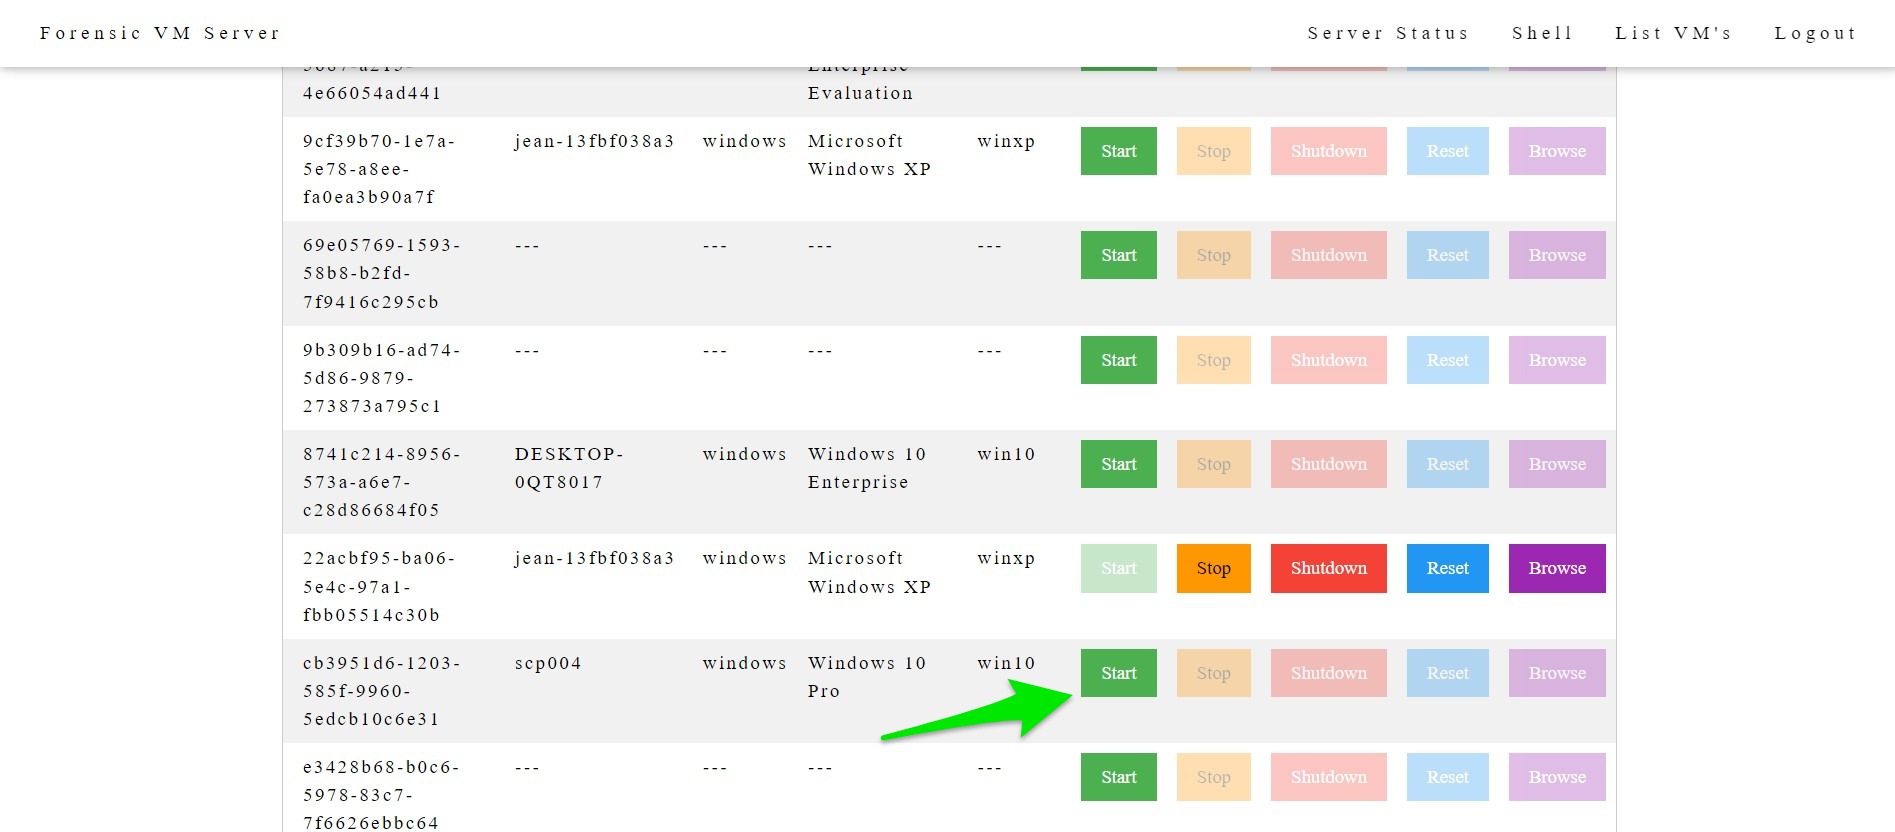 Forensic VM Server
Server Status Shell List VM's Logout
4e66054ad441 Evaluation
9cf39b70-1e7a- jean-13fbf038a3 windows Microsoft winxp Start Stop Shutdown Reset Browse
5e78-a8ee- Windows XP
fa0ea3b90a7f
69e05769-1593- --- --- --- --- Start Stop Shutdown Reset Browse
58b8-b2fd-
7f9416c295cb
9b309b16-ad74- --- --- --- --- Start Stop Shutdown Reset Browse
5d86-9879-
273873a795c1
8741c214-8956- DESKTOP- windows Windows 10 win10 Start Stop Shutdown Reset Browse
573a-a6e7- 0QT8017 Enterprise
c28d86684f05
22acbf95-ba06- jean-13fbf038a3 windows Microsoft winxp Start Stop Shutdown Reset Browse
5e4c-97a1- Windows XP
fbb05514c30b
cb3951d6-1203- scp004 windows Windows 10 win10 Start Stop Shutdown Reset Browse
585f-9960- Pro
5edcb10c6e31
e3428b68-b0c6- --- --- --- --- Start Stop Shutdown Reset Browse
5978-83c7-
7f6626ebbc64